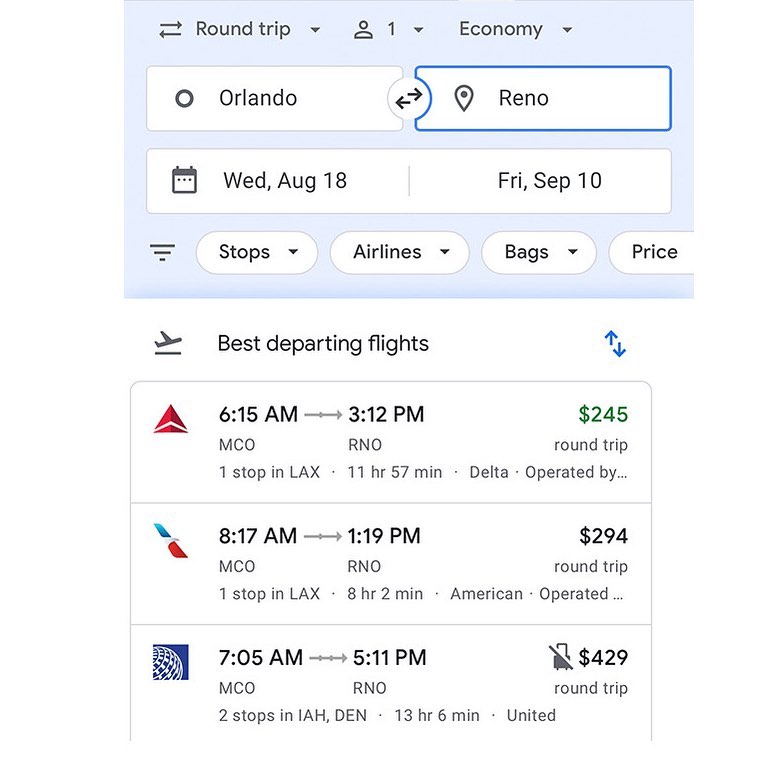 Round trip 1 Economy
Orlando Reno
Wed, Aug 18 Fri, Sep 10
Stops Airlines Bags Price
Best departing flights
6:15 AM 3:12 PM $245
MCO RNO round trip
1 stop in LAX · 11 hr 57 min · Delta · Operated by…
8:17 AM 1:19 PM $294
MCO RNO round trip
1 stop in LAX · 8 hr 2 min · American · Operated …
7:05 AM 5:11 PM $429
MCO RNO round trip
2 stops in IAH, DEN · 13 hr 6 min · United